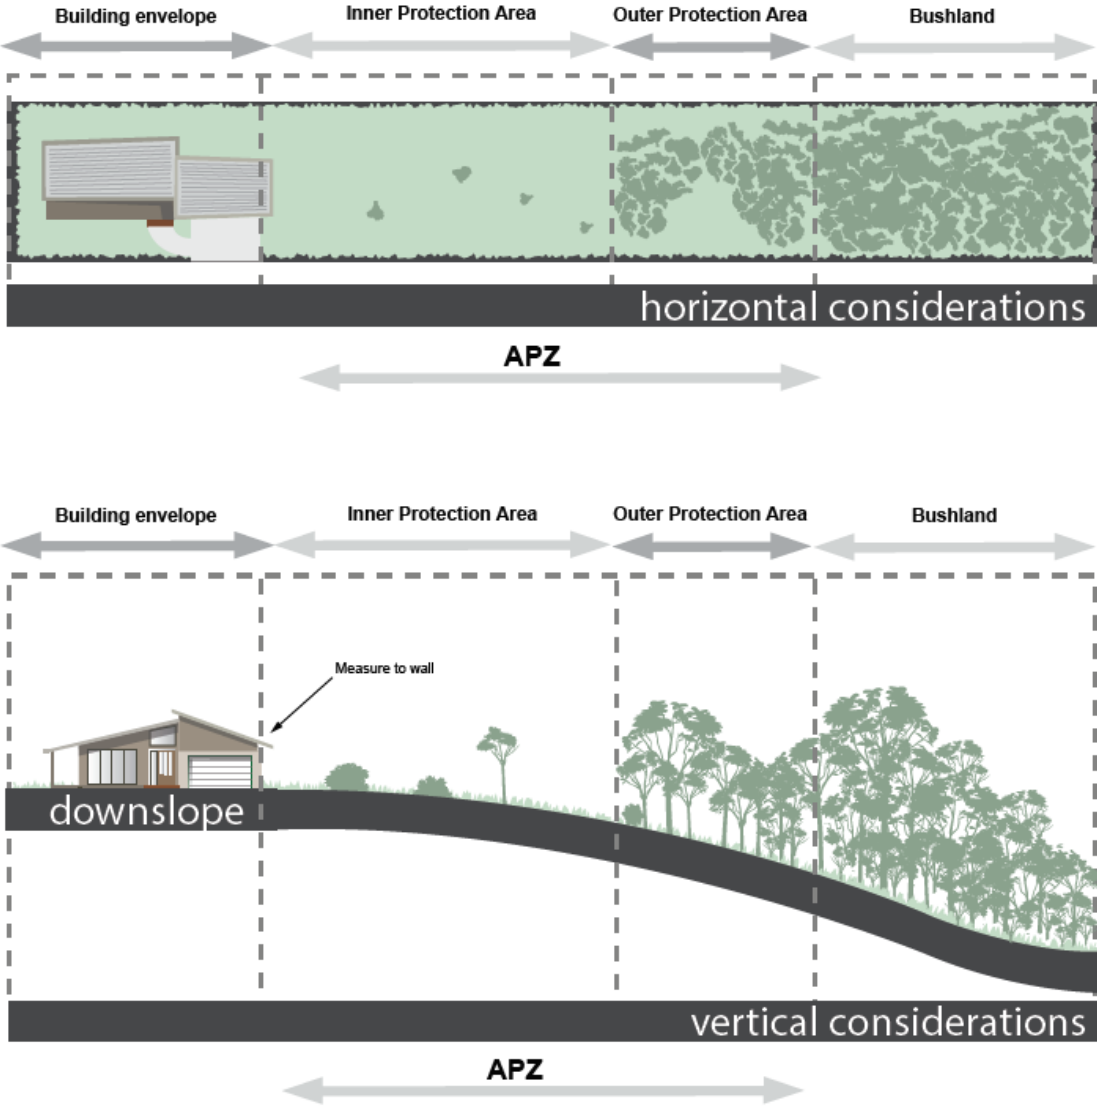 Building envelope
Inner Protection Area
Outer Protection Area
Bushland
horizontal considerations
APZ
Building envelope
Inner Protection Area
Outer Protection Area
Bushland
Measure to wall
downslope
vertical considerations
APZ